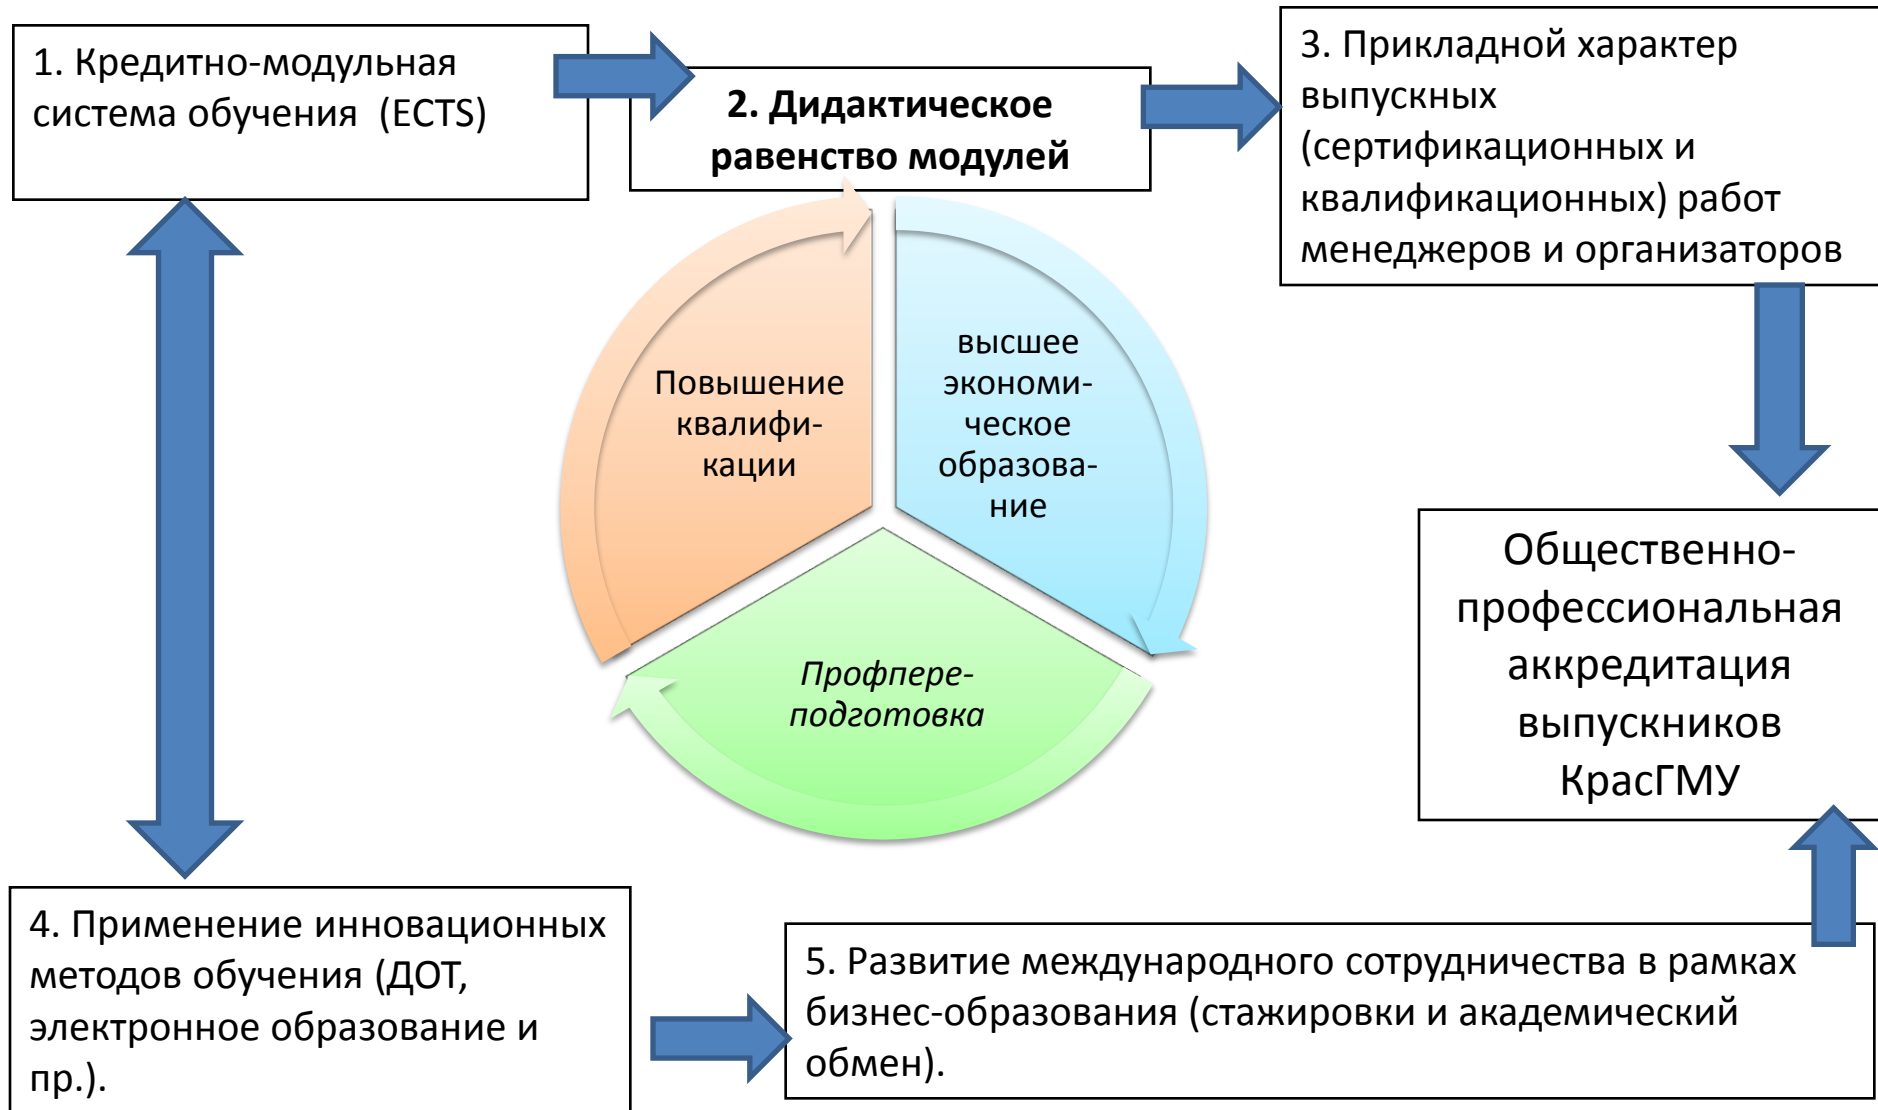 1. Кредитно-модульная
система обучения (ECTS)
2. Дидактическое
равенство модулей
3. Прикладной характер
выпускных
(сертификационных и
квалификационных) работ
менеджеров и организаторов
Повышение
квалифи-
кации
высшее
экономи-
ческое
образова-
ние
Профпере-
подготовка
Общественно-
профессиональная
аккредитация
выпускников
КрасГМУ
4. Применение инновационных
методов обучения (ДОТ,
электронное образование и
пр.).
5. Развитие международного сотрудничества в рамках
бизнес-образования (стажировки и академический
обмен).